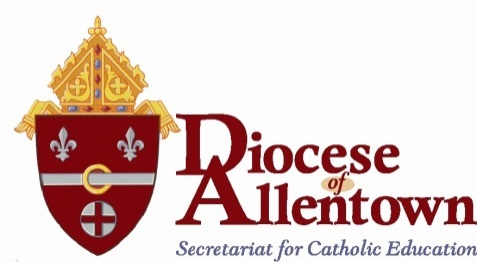 Diocese
of
Allentown
Secretariat for Catholic Education